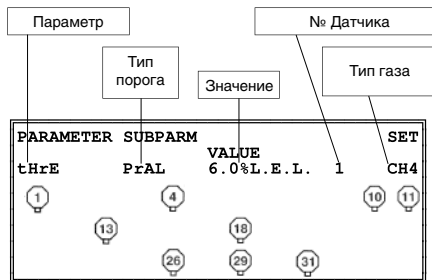 Параметр
№ Датчика
Тип порога
Значение
Тип газа
PARAMETER SUBPARM SET
VALUE
tHrE PrAL 6.0%L.E.L. 1 CH4
1 4 10 11
13 18
26 29 31